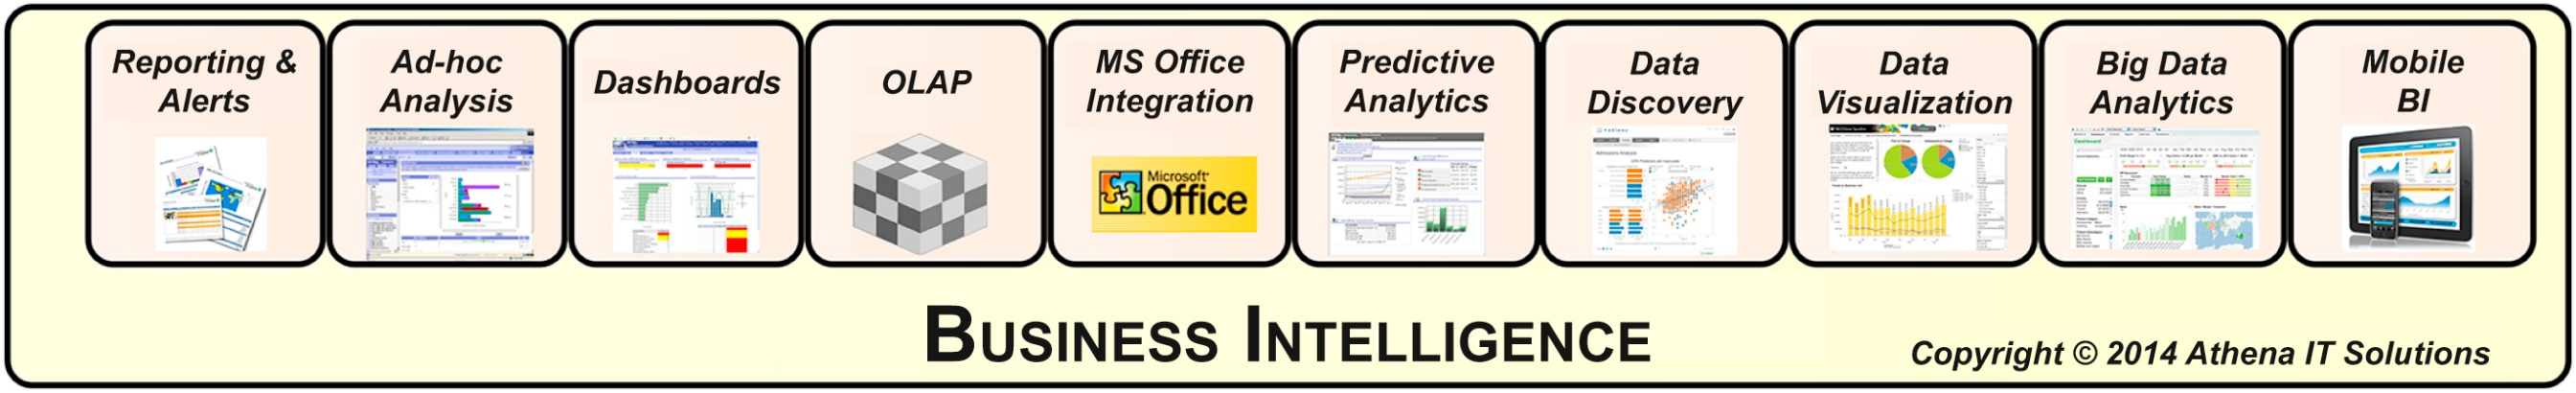 Reporting &
Alerts
Ad-hoc
Analysis
Dashboards
OLAP
MS Office
Integration
Microsoft
Office
Predictive
Analytics
Data
Discovery
Data
Visualization
Big Data
Analytics
Mobile
BI
BUSINESS INTELLIGENCE
Copyright © 2014 Athena IT Solutions